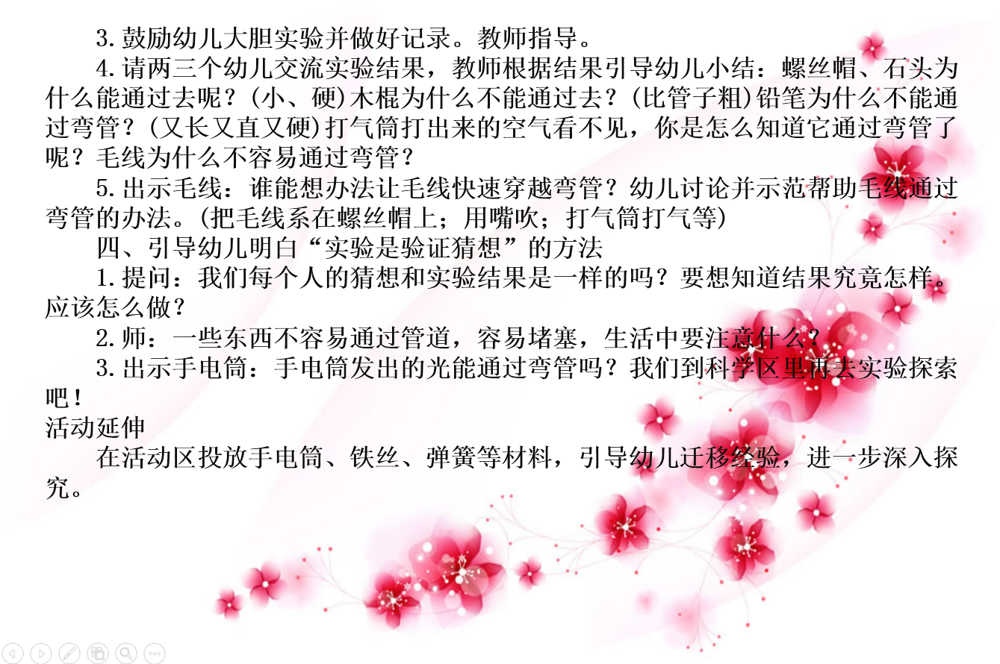 3.鼓励幼儿大胆实验并做好记录。教师指导。
4.请两三个幼儿交流实验结果，教师根据结果引导幼儿小结：螺丝帽、石头为
什么能通过去呢？(小、硬)木棍为什么不能通过去？(比管子粗)铅笔为什么不能通
过弯管？(又长又直又硬)打气筒打出来的空气看不见，你是怎么知道它通过弯管了
呢？毛线为什么不容易通过弯管？
5.出示毛线：谁能想办法让毛线快速穿越弯管？幼儿讨论并示范帮助毛线通过
弯管的办法。(把毛线系在螺丝帽上；用嘴吹；打气筒打气等)
四、引导幼儿明白“实验是验证猜想”的方法
1.提问：我们每个人的猜想和实验结果是一样的吗？要想知道结果究竟怎样。
应该怎么做？
2.师：一些东西不容易通过管道，容易堵塞，生活中要注意什么？
3.出示手电筒：手电筒发出的光能通过弯管吗？我们到科学区里再去实验探索
吧！
活动延伸
在活动区投放手电筒、铁丝、弹簧等材料，引导幼儿迁移经验，进一步深入探
究。